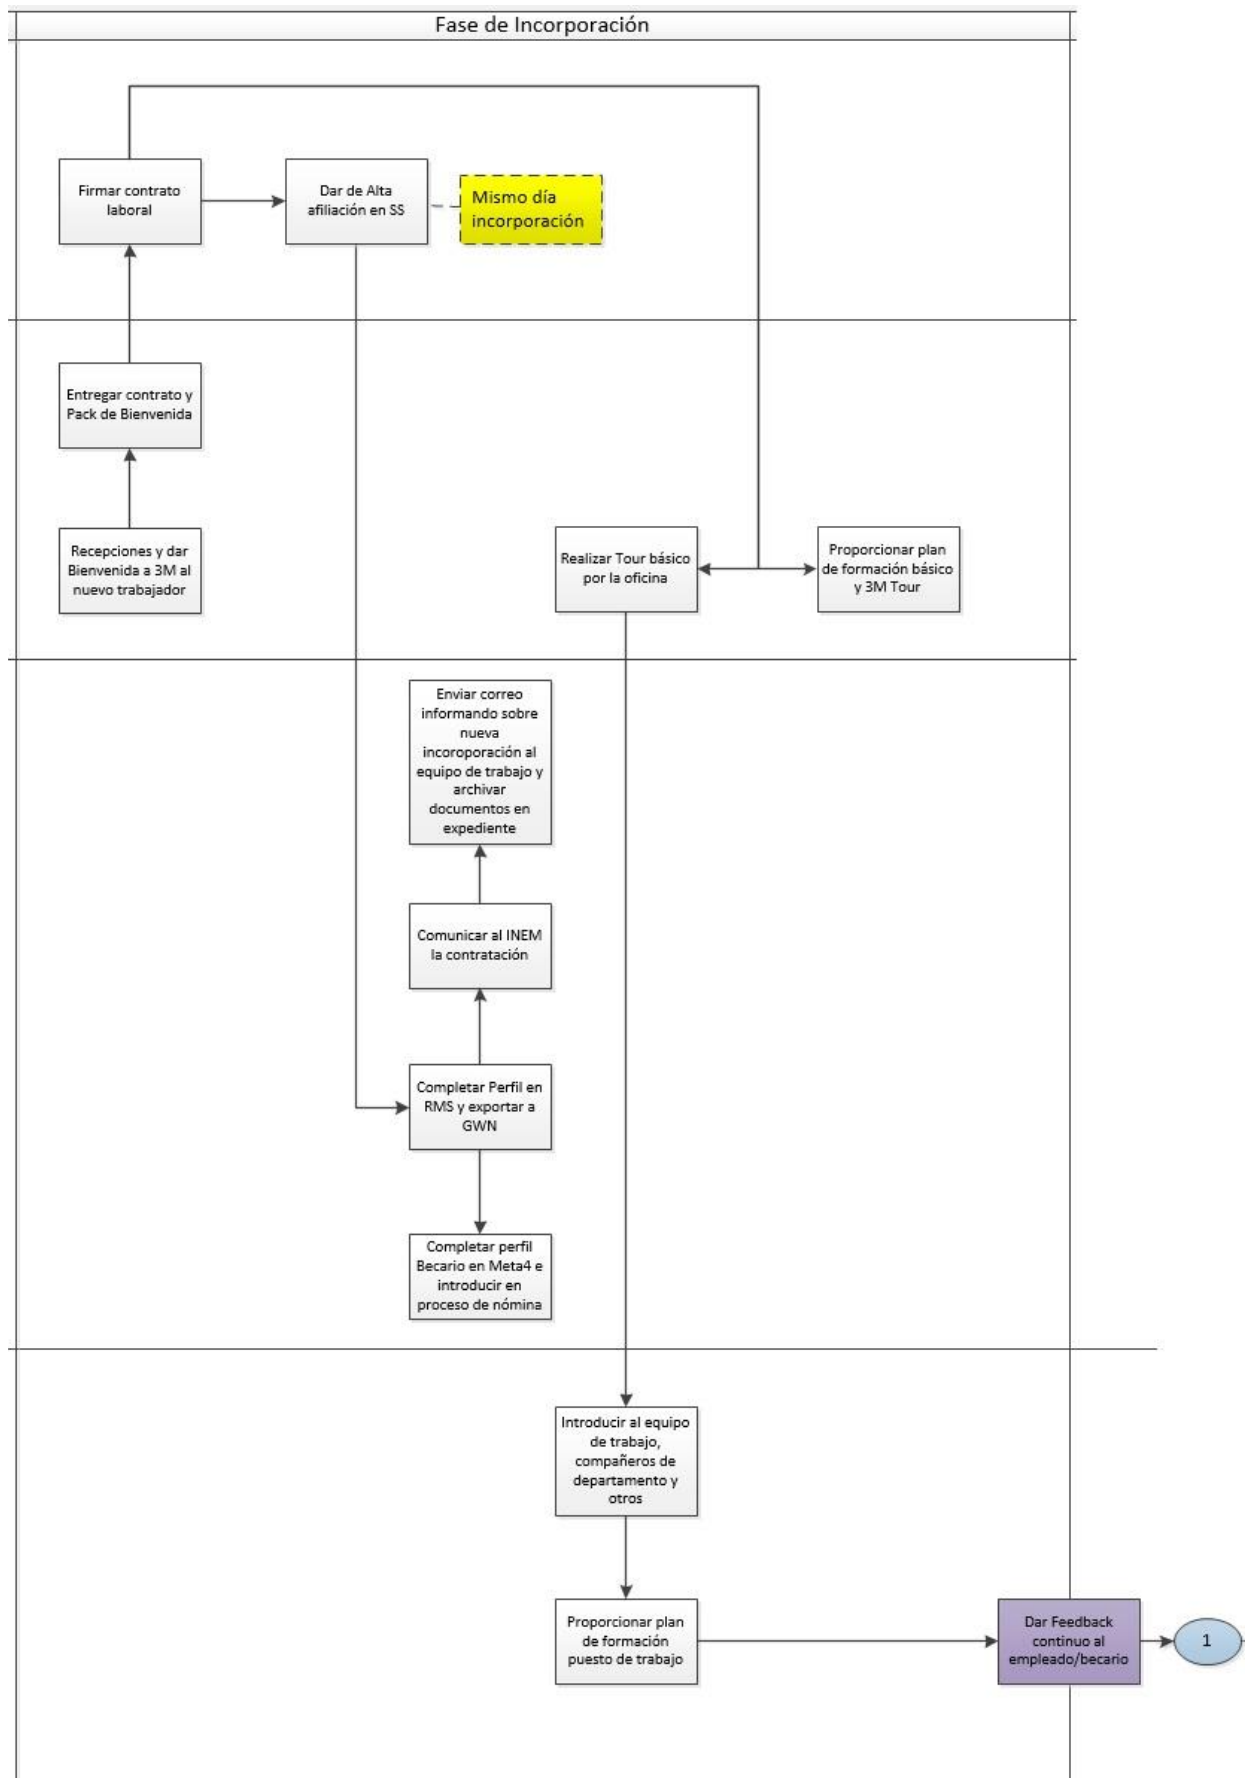 Fase de Incorporación
Firmar contrato
laboral
Dar de Alta
afiliación en SS
Mismo día
incorporación
Entregar contrato y
Pack de Bienvenida
Recepciones y dar
Bienvenida a 3M al
nuevo trabajador
Realizar Tour básico
por la oficina
Proporcionar plan
de formación básico
y 3M Tour
Enviar correo
informando sobre
nueva
incoroporación al
equipo de trabajo y
archivar
documentos en
expediente
Comunicar al INEM
la contratación
Completar Perfil en
RMS y exportar a
GWN
Completar perfil
Becario en Meta4 e
introducir en
proceso de nómina
Introducir al equipo
de trabajo,
compañeros de
departamento y
otros
Proporcionar plan
de formación
puesto de trabajo
Dar Feedback
continuo al
empleado/becario
1